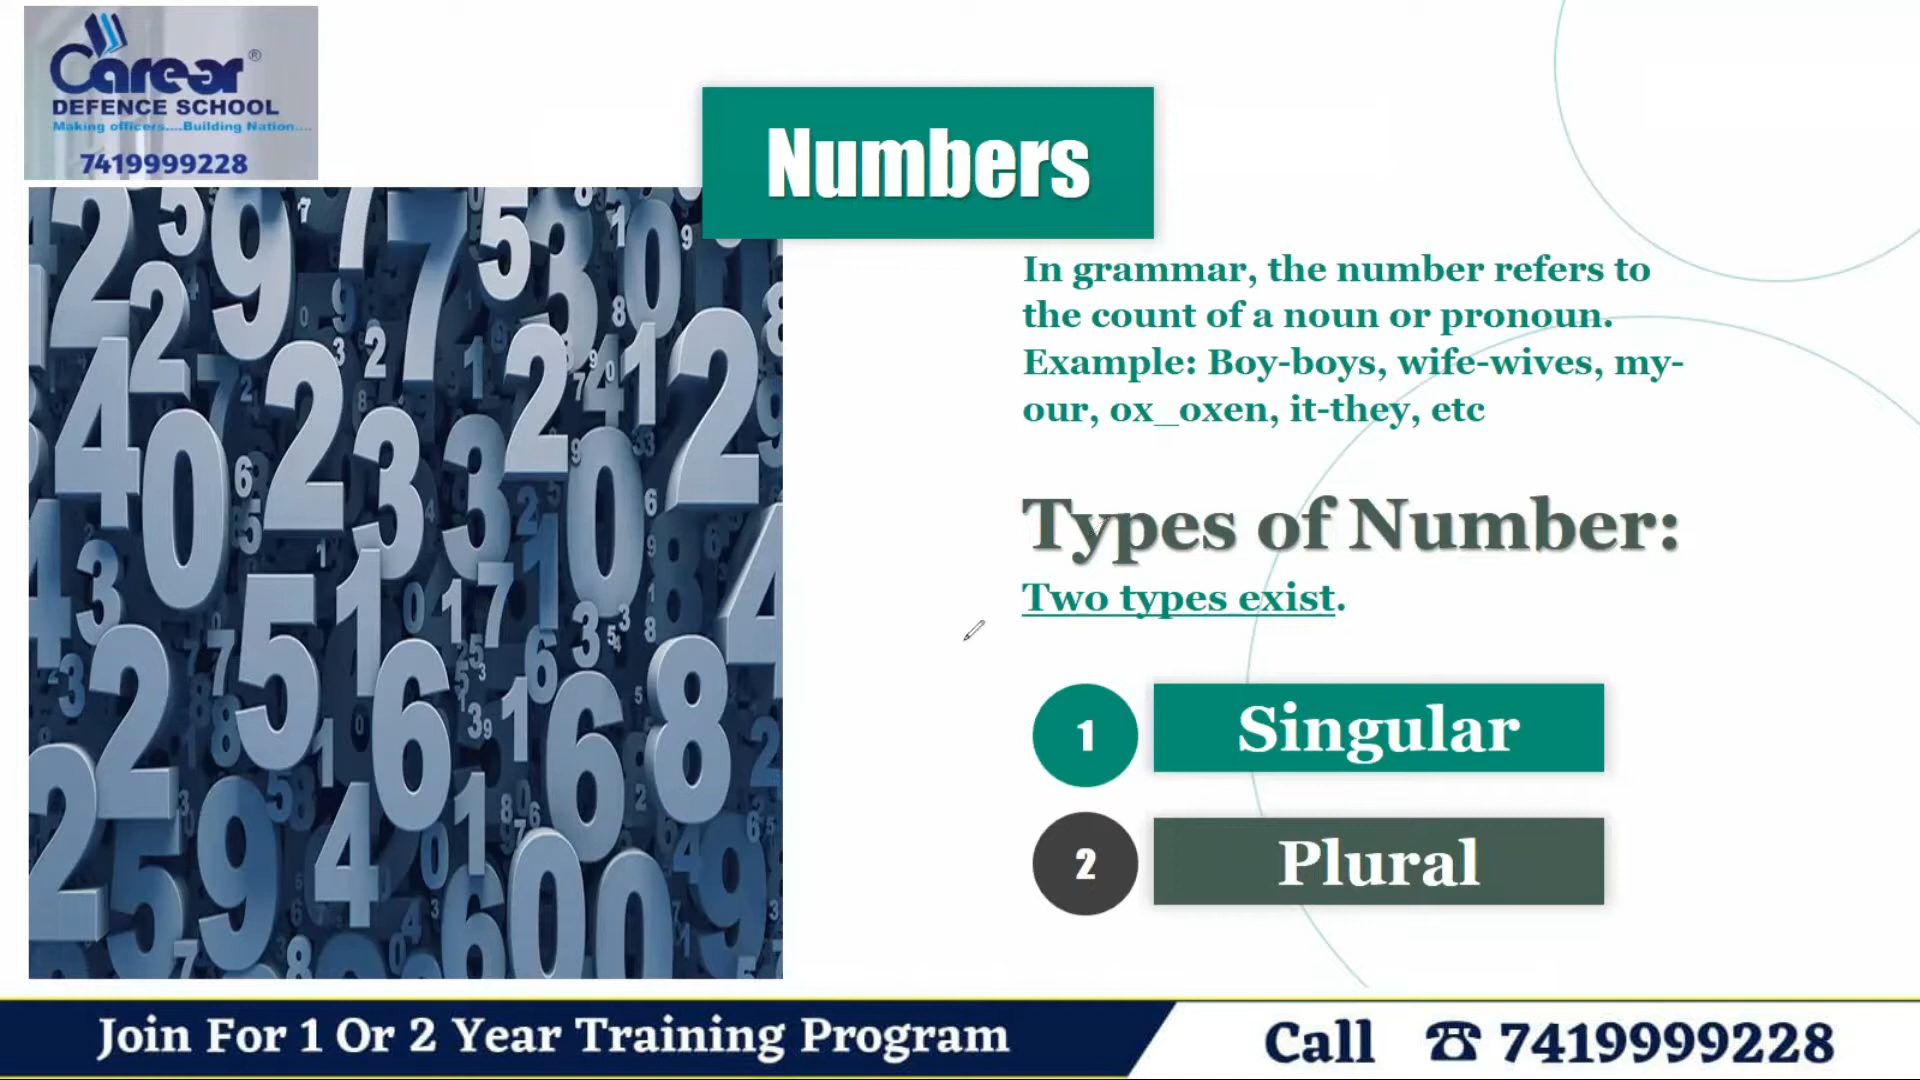 Carear®
DEFENCE SCHOOL
Making officers....Building Nation....
7419999228
Numbers
In grammar, the number refers to
the count of a noun or pronoun.
Example: Boy-boys, wife-wives, my-
our, ox_oxen, it-they, etc
Types of Number:
Two types exist.
1 Singular
2 Plural
Join For 1 Or 2 Year Training Program
Call ☎ 7419999228